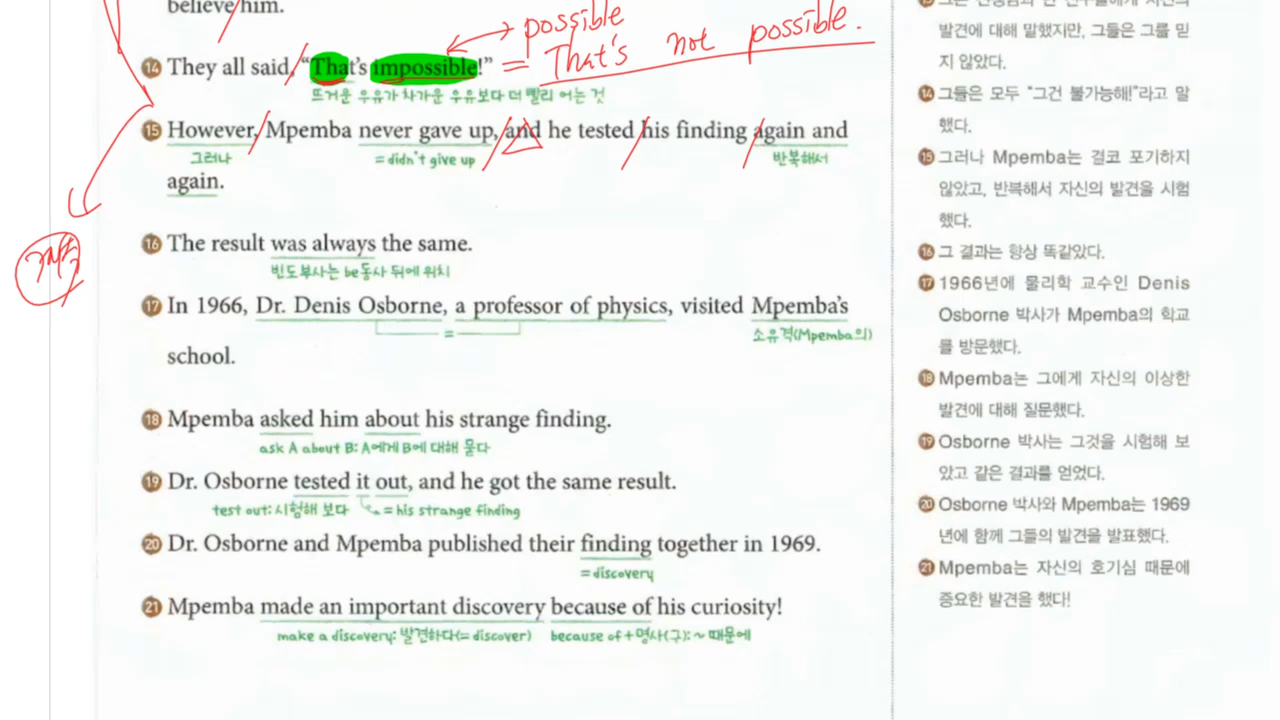 believe him.
possible
⑭ They all said, “That’s impossible!” = That's not possible.
뜨거운 우유가 차가운 우유보다 더 빨리 어는 것
⑮ However, Mpemba never gave up, and he tested his finding again and
그러나 = didn't give up 반복해서
again.
⑯ The result was always the same.
빈도부사는 be동사 뒤에 위치
⑰ In 1966, Dr. Denis Osborne, a professor of physics, visited Mpemba’s
= 소유격(Mpemba의)
school.
⑱ Mpemba asked him about his strange finding.
ask A about B: A에게 B에 대해 묻다
⑲ Dr. Osborne tested it out, and he got the same result.
test out: 시험해 보다 = his strange finding
⑳ Dr. Osborne and Mpemba published their finding together in 1969.
= discovery
㉑ Mpemba made an important discovery because of his curiosity!
make a discovery: 발견하다(= discover) because of + 명사(구): ~ 때문에
발견에 대해 말했지만, 그들은 그를 믿
지 않았다.
⑭ 그들은 모두 “그건 불가능해!”라고 말
했다.
⑮ 그러나 Mpemba는 결코 포기하지
않았고, 반복해서 자신의 발견을 시험
했다.
⑯ 그 결과는 항상 똑같았다.
⑰ 1966년에 물리학 교수인 Denis
Osborne 박사가 Mpemba의 학교
를 방문했다.
⑱ Mpemba는 그에게 자신의 이상한
발견에 대해 질문했다.
⑲ Osborne 박사는 그것을 시험해 보
았고 같은 결과를 얻었다.
⑳ Osborne 박사와 Mpemba는 1969
년에 함께 그들의 발견을 발표했다.
㉑ Mpemba는 자신의 호기심 때문에
중요한 발견을 했다!